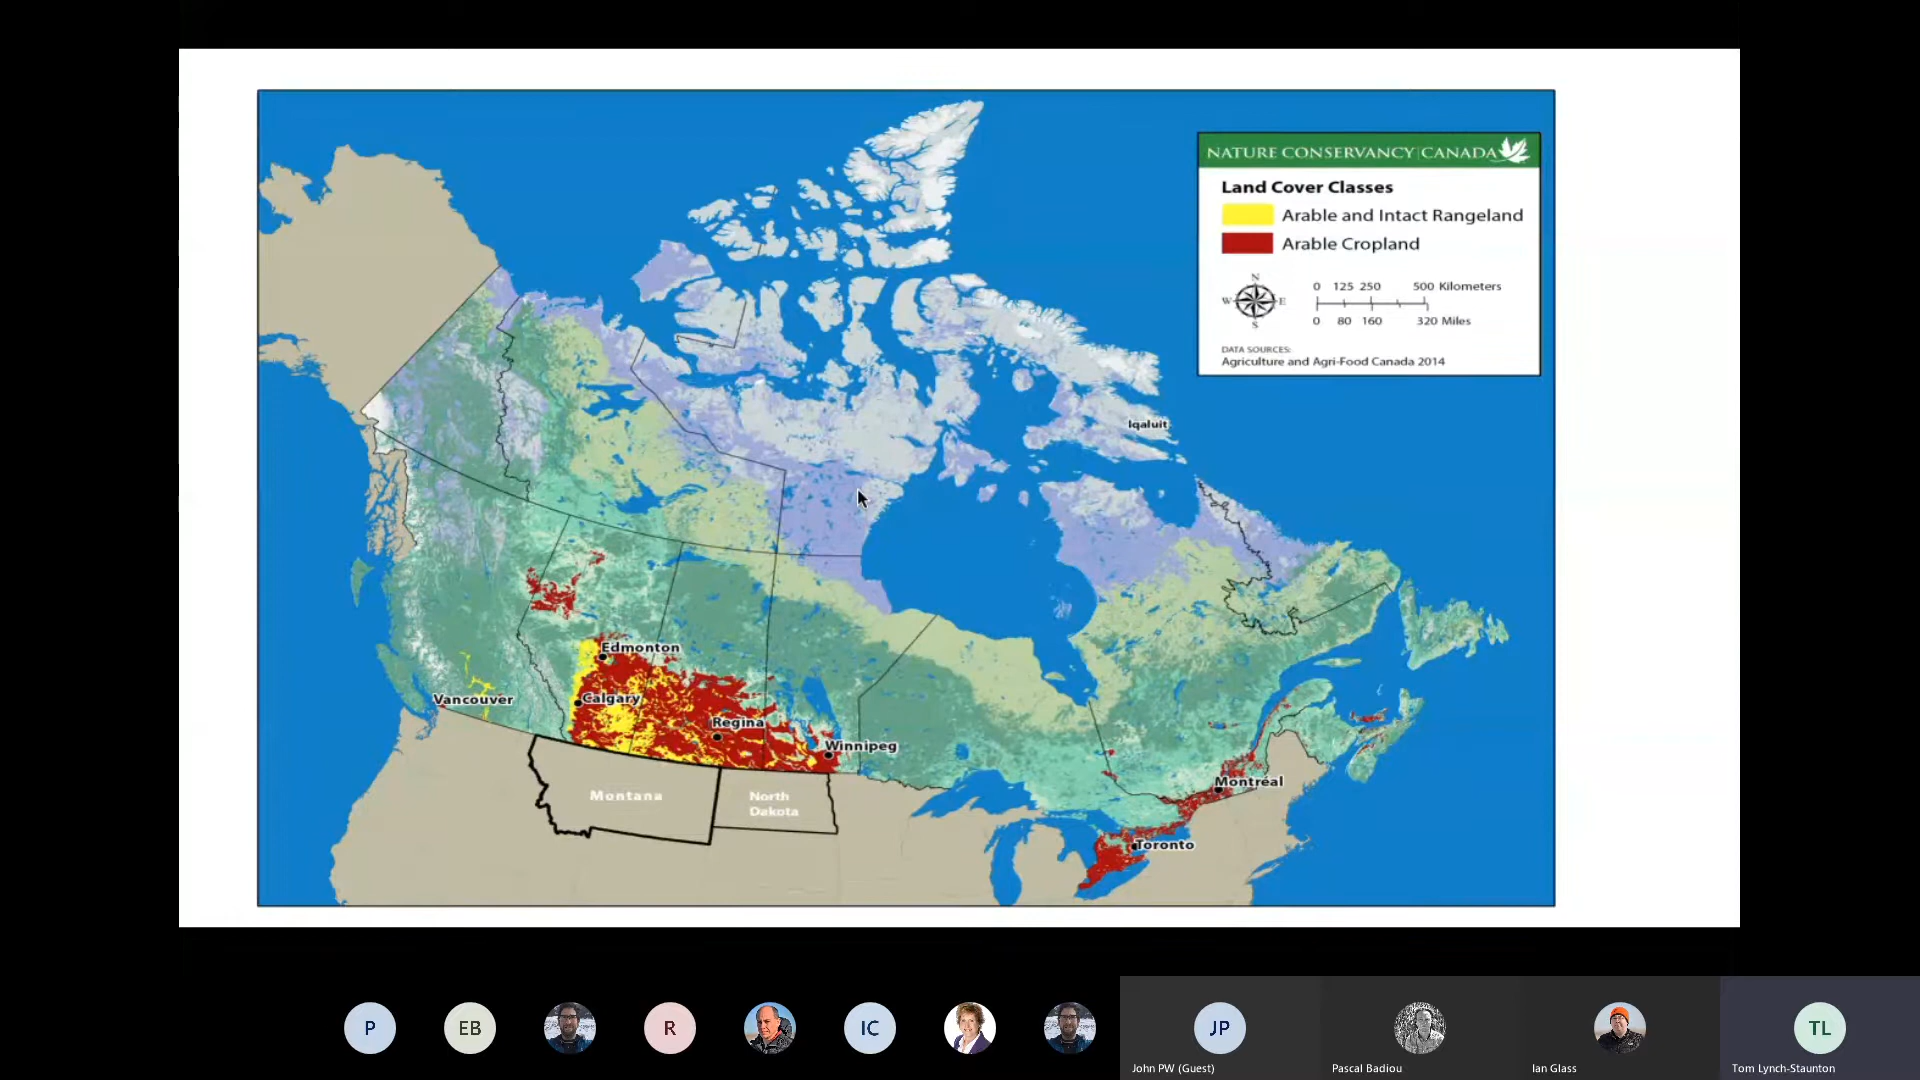 NATURE CONSERVANCY CANADA
Land Cover Classes
Arable and Intact Rangeland
Arable Cropland
N
W E
S
0 125 250 500 Kilometers
0 80 160 320 Miles
DATA SOURCES:
Agriculture and Agri-Food Canada 2014
Iqaluit
Edmonton
Vancouver
Calgary
Regina
Winnipeg
Montréal
Montana
North
Dakota
Toronto
P
EB
R
IC
JP
TL
John PW (Guest)
Pascal Badiou
Ian Glass
Tom Lynch-Staunton